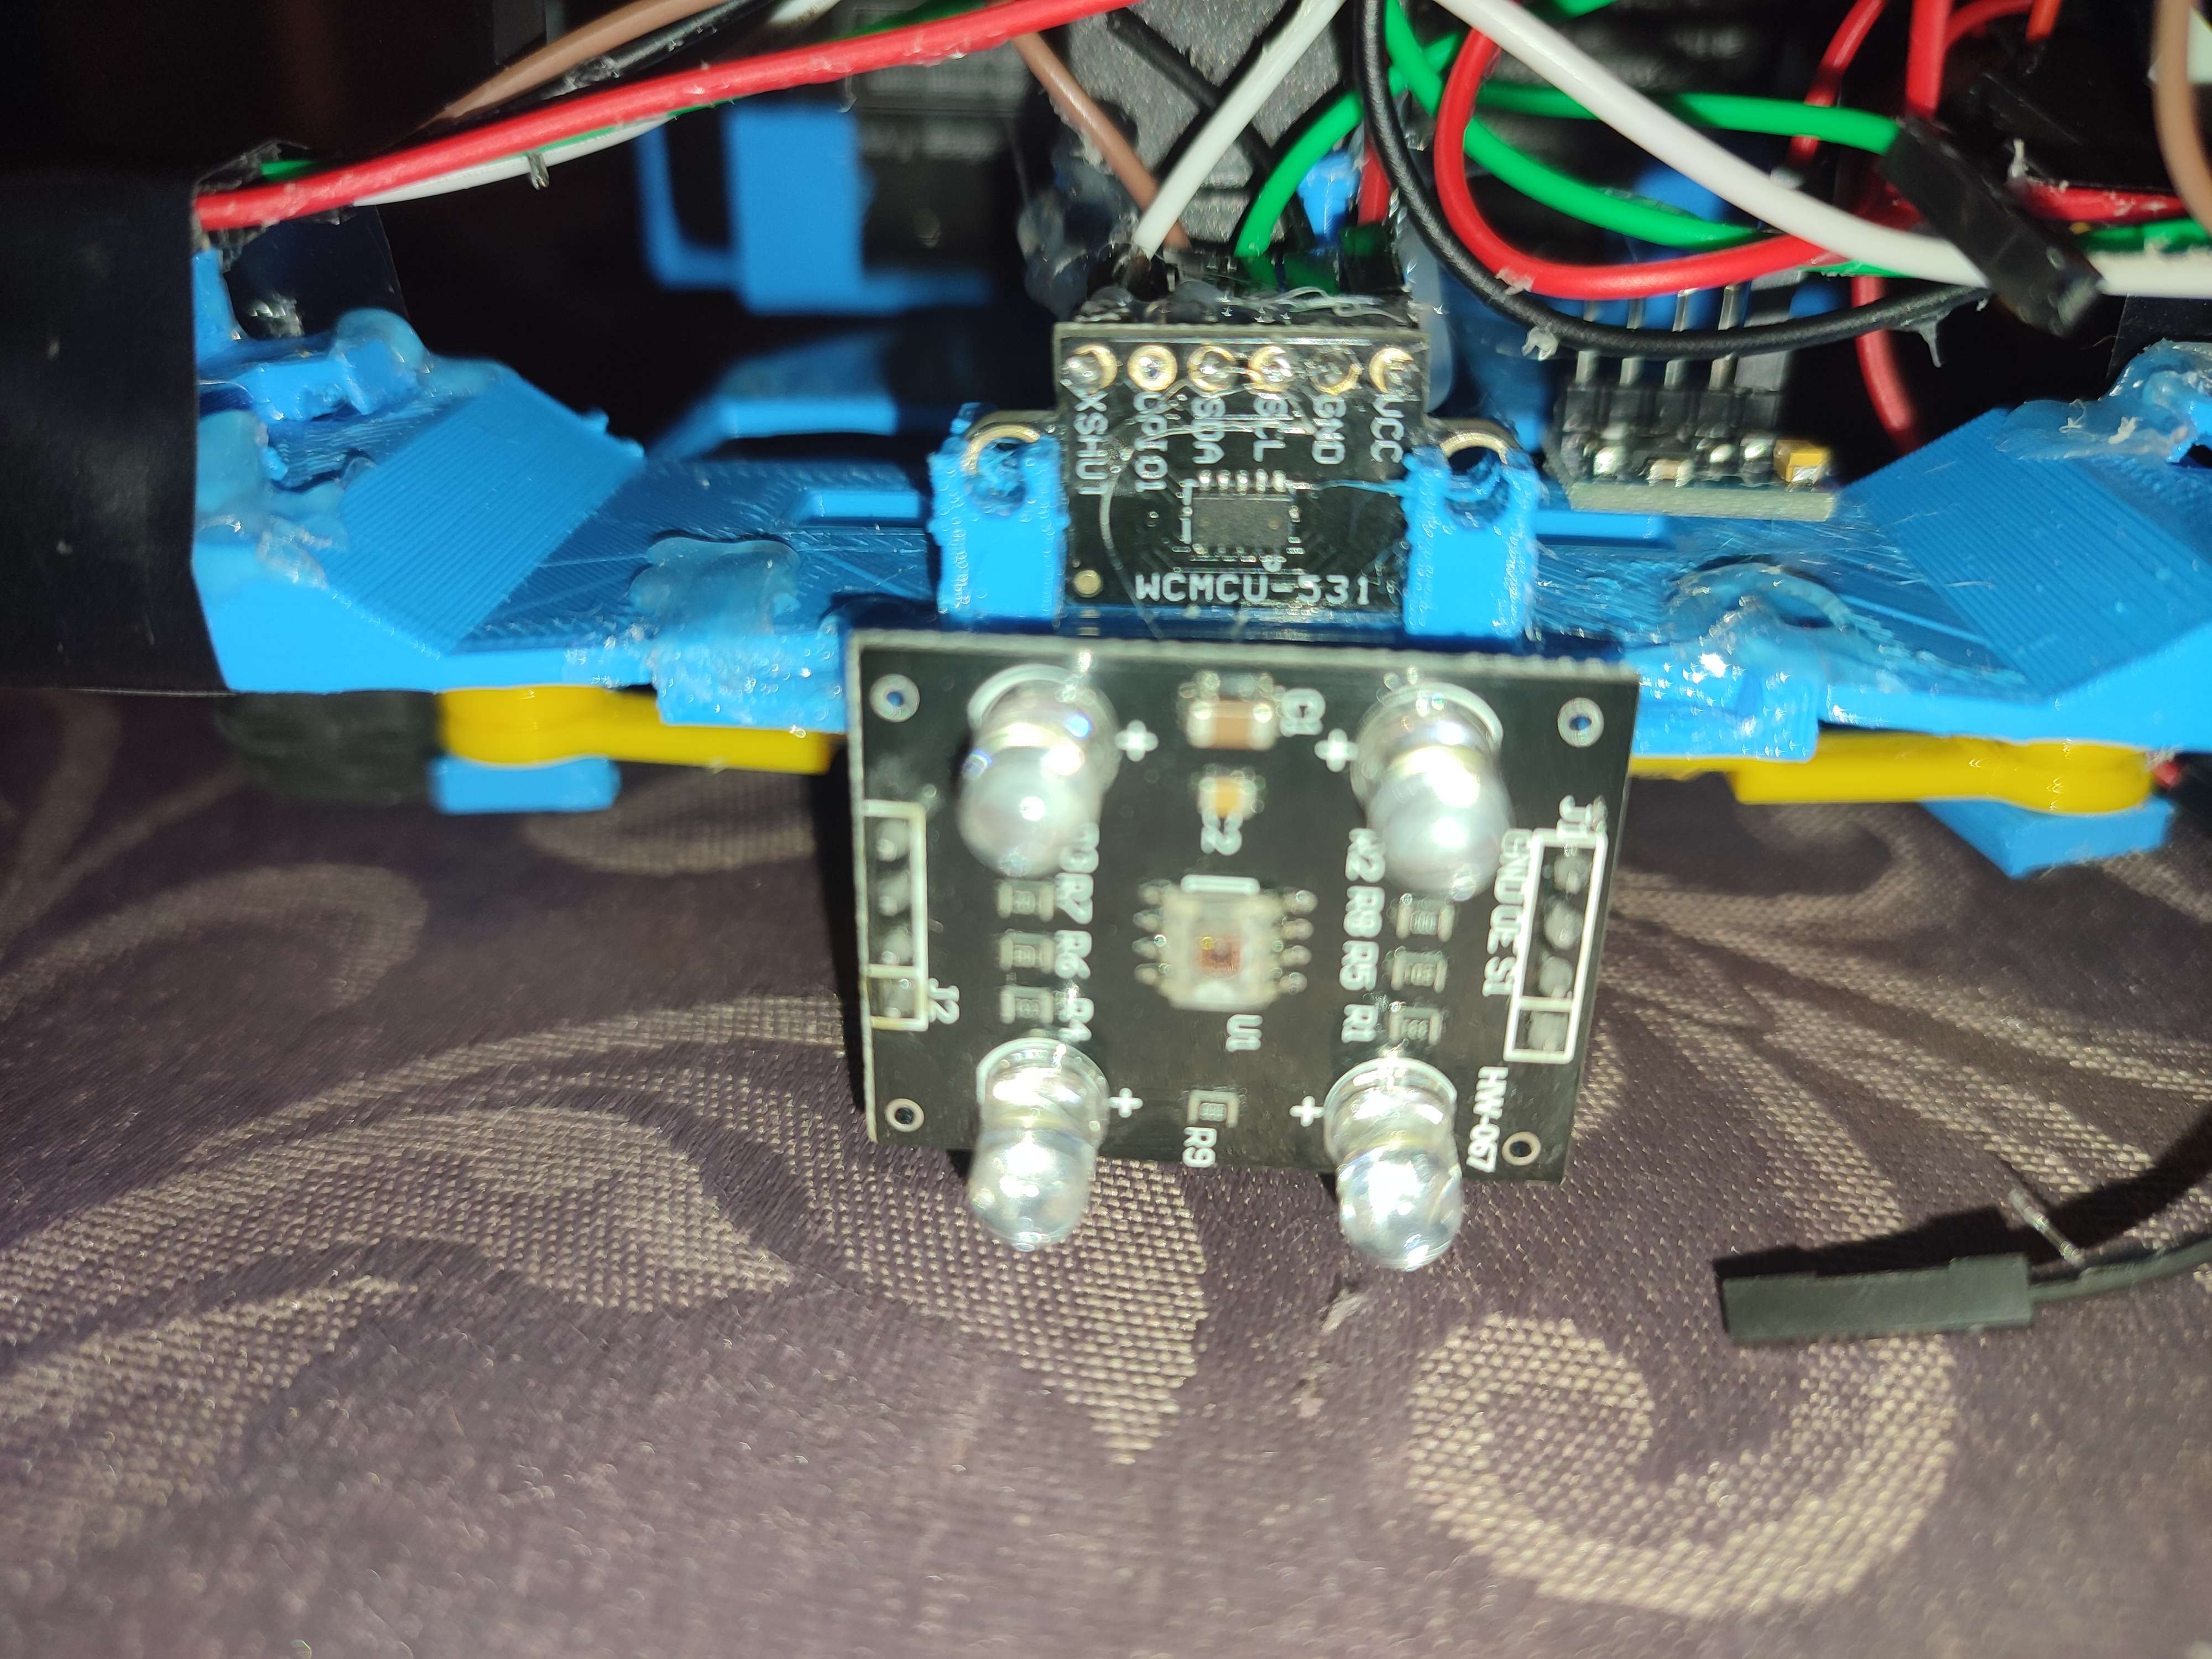 XSHUT
GPIO1
SDA
SCL
GND
VCC
WCMCU-531
C1
C2
J1
R7 R6 R4
R2 R8 R5 R1
GND OE S1
J2
U1
R9
HW-067